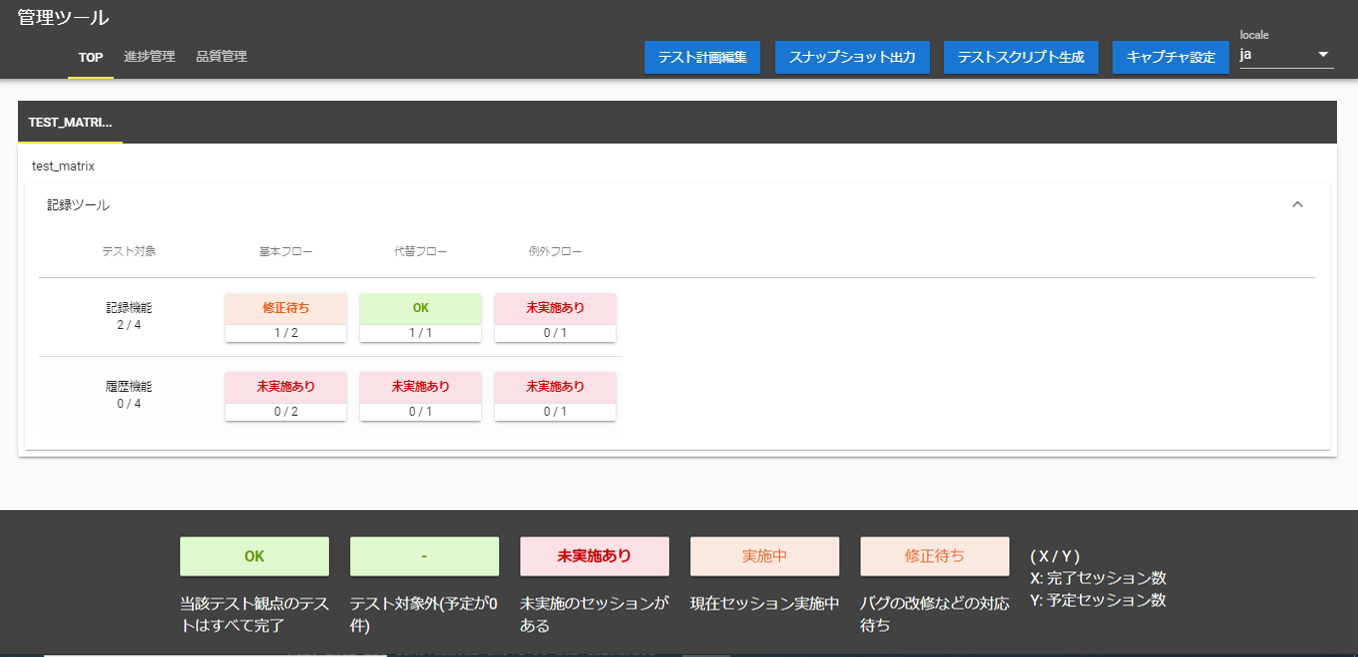 管理ツール
TOP 進捗管理 品質管理
テスト計画編集 スナップショット出力 テストスクリプト生成 キャプチャ設定
locale
ja
TEST_MATRI...
test_matrix
記録ツール
テスト対象 基本フロー 代替フロー 例外フロー
記録機能 修正待ち OK 未実施あり
2 / 4 1 / 2 1 / 1 0 / 1
履歴機能 未実施あり 未実施あり 未実施あり
0 / 4 0 / 2 0 / 1 0 / 1
OK - 未実施あり 実施中 修正待ち
当該テスト観点のテス
トはすべて完了
テスト対象外(予定が0
件)
未実施のセッションが
ある
現在セッション実施中
バグの改修などの対応
待ち
( X / Y )
X: 完了セッション数
Y: 予定セッション数